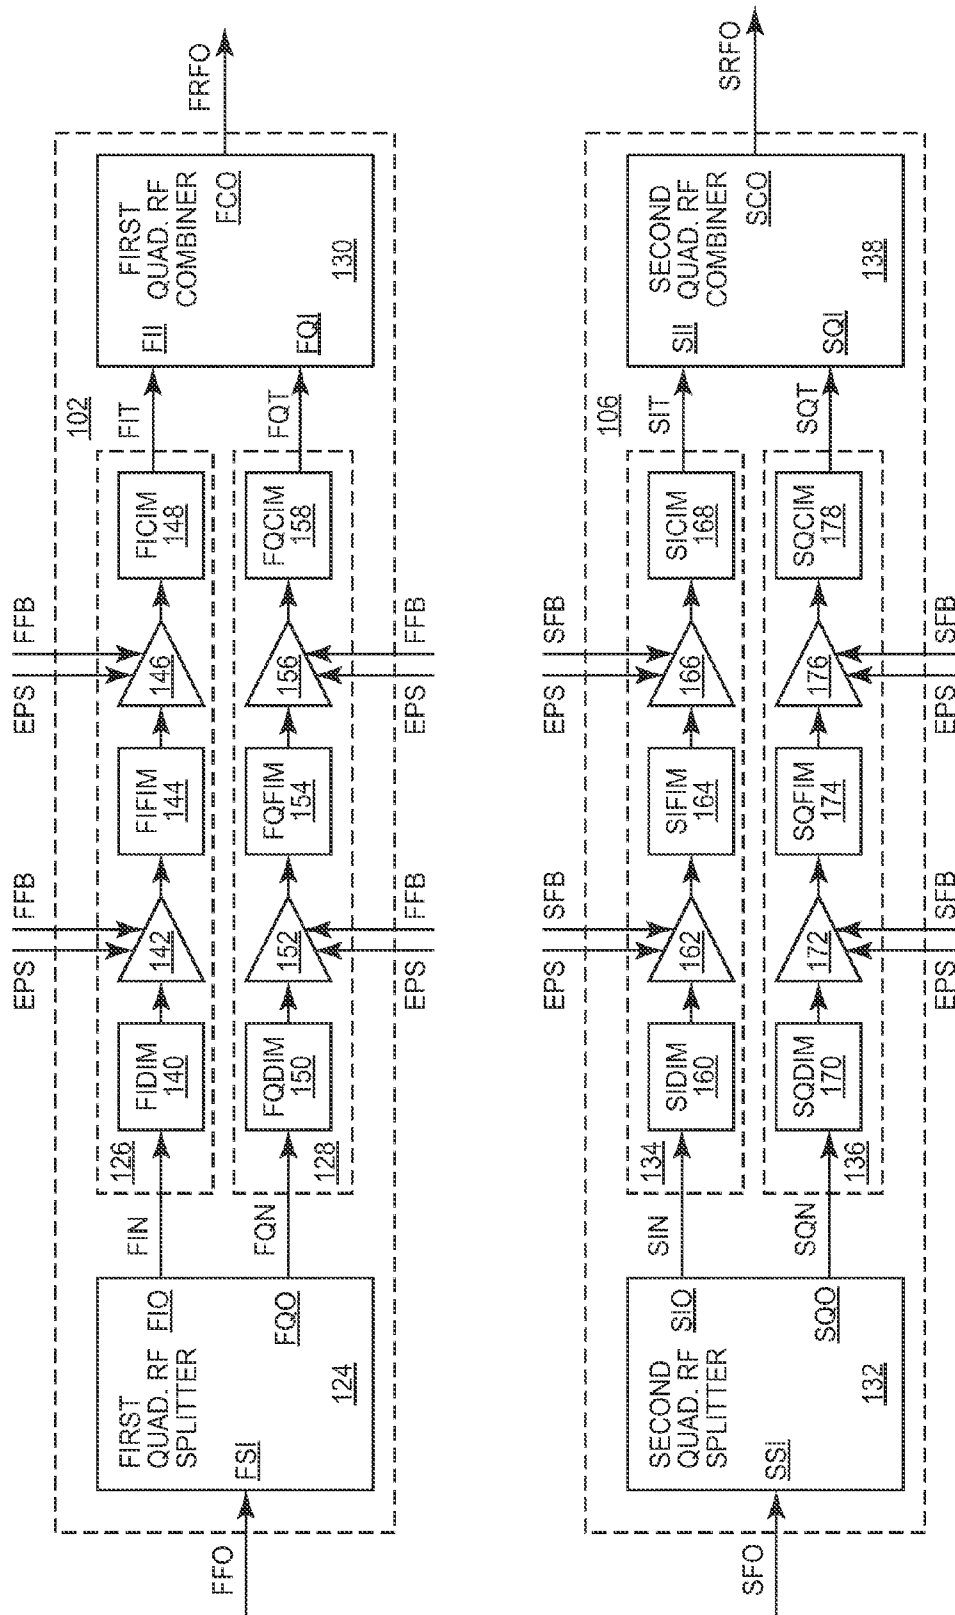 FFO
FIRST
QUAD. RF
SPLITTER
FSI
124
FIO
FQO
FIN
FQN
126
FIDIM
140
EPS
FFB
142
FIFIM
144
EPS
FFB
146
FICIM
148
FIT
102
128
FQDIM
150
152
EPS
FFB
FQFIM
154
156
EPS
FFB
FQCIM
158
FQT
FIRST
QUAD. RF
COMBINER
FII
FQI
FCO
130
FRFO
SFO
SECOND
QUAD. RF
SPLITTER
SSI
132
SIO
SQO
SIN
SQN
134
SIDIM
160
EPS
SFB
162
SIFIM
164
EPS
SFB
166
SICIM
168
SIT
106
136
SQDIM
170
172
EPS
SFB
SQFIM
174
176
EPS
SFB
SQCIM
178
SQT
SECOND
QUAD. RF
COMBINER
SII
SQI
SCO
138
SRFO